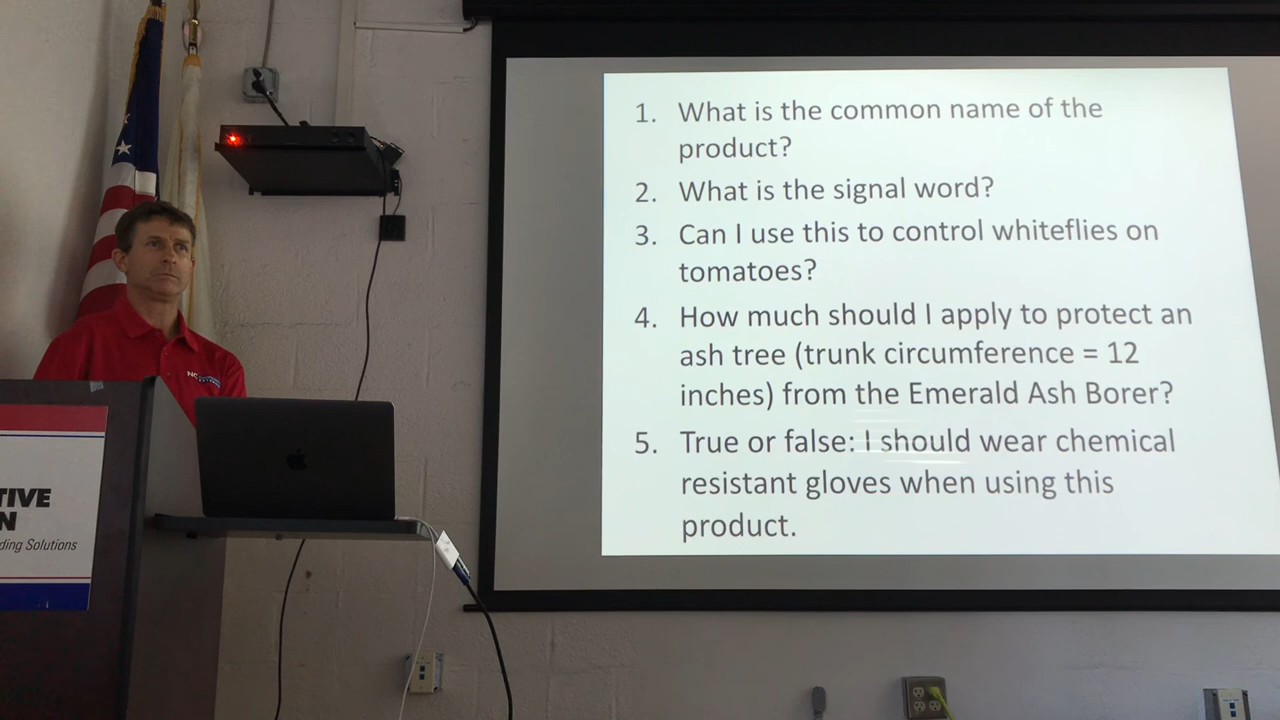 1. What is the common name of the
product?
2. What is the signal word?
3. Can I use this to control whiteflies on
tomatoes?
4. How much should I apply to protect an
ash tree (trunk circumference = 12
inches) from the Emerald Ash Borer?
5. True or false: I should wear chemical
resistant gloves when using this
product.
NC
TIVE
N
ding Solutions